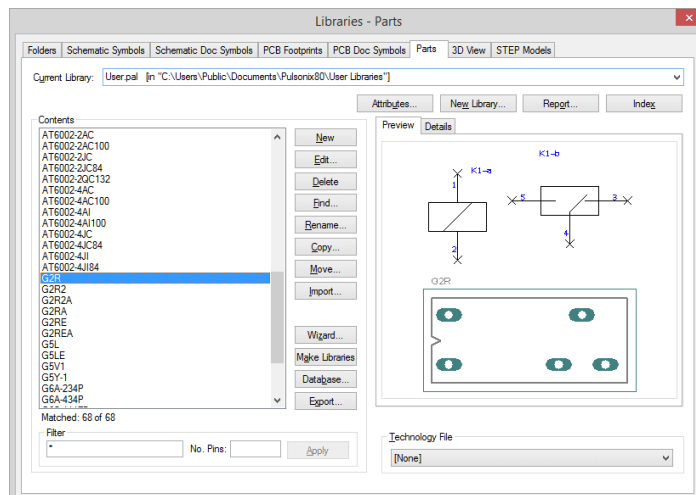 Libraries - Parts
Folders Schematic Symbols Schematic Doc Symbols PCB Footprints PCB Doc Symbols Parts 3D View STEP Models
Current Library: User.pal [in "C:\Users\Public\Documents\Pulsonix80\User Libraries"]
Attributes... New Library... Report... Index
Contents
AT6002-2AC
AT6002-2AC100
AT6002-2JC
AT6002-2JC84
AT6002-2QC132
AT6002-4AC
AT6002-4AC100
AT6002-4AI
AT6002-4AI100
AT6002-4JC
AT6002-4JC84
AT6002-4JI
AT6002-4JI84
G2R
G2R2
G2R2A
G2RA
G2RE
G2REA
G5L
G5LE
G5V1
G5Y-1
G6A-234P
G6A-434P
Matched: 68 of 68
Filter
* No. Pins: Apply
New
Edit...
Delete
Find...
Rename...
Copy...
Move...
Import...
Wizard...
Make Libraries
Database...
Export...
Preview Details
K1-a
1
2
K1-b
5 3
4
G2R
Technology File
[None]